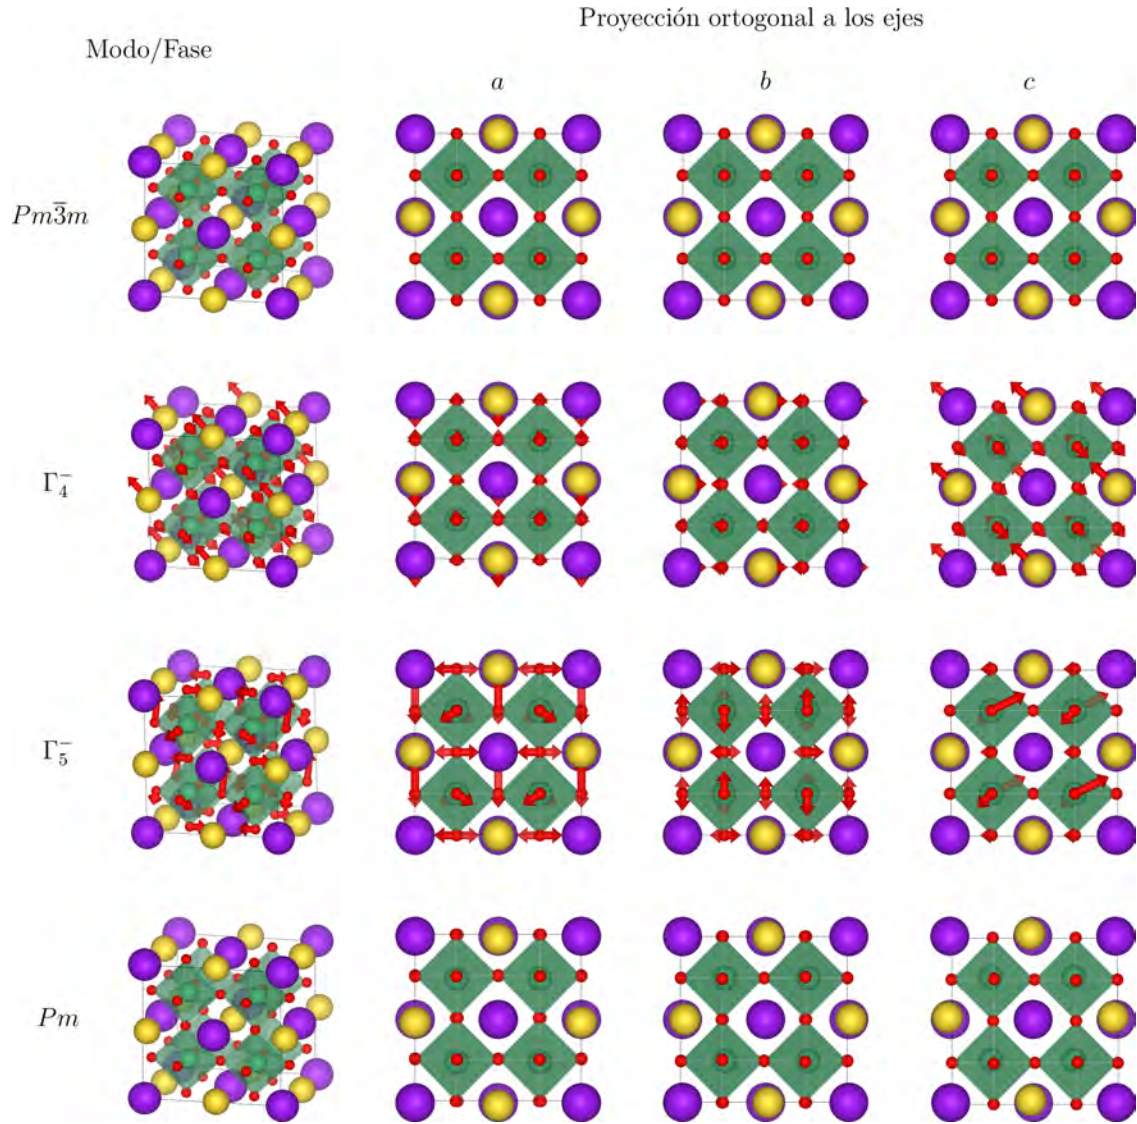 Proyección ortogonal a los ejes
Modo/Fase
a b c
Pm3̅m
Γ₄⁻
Γ₅⁻
Pm